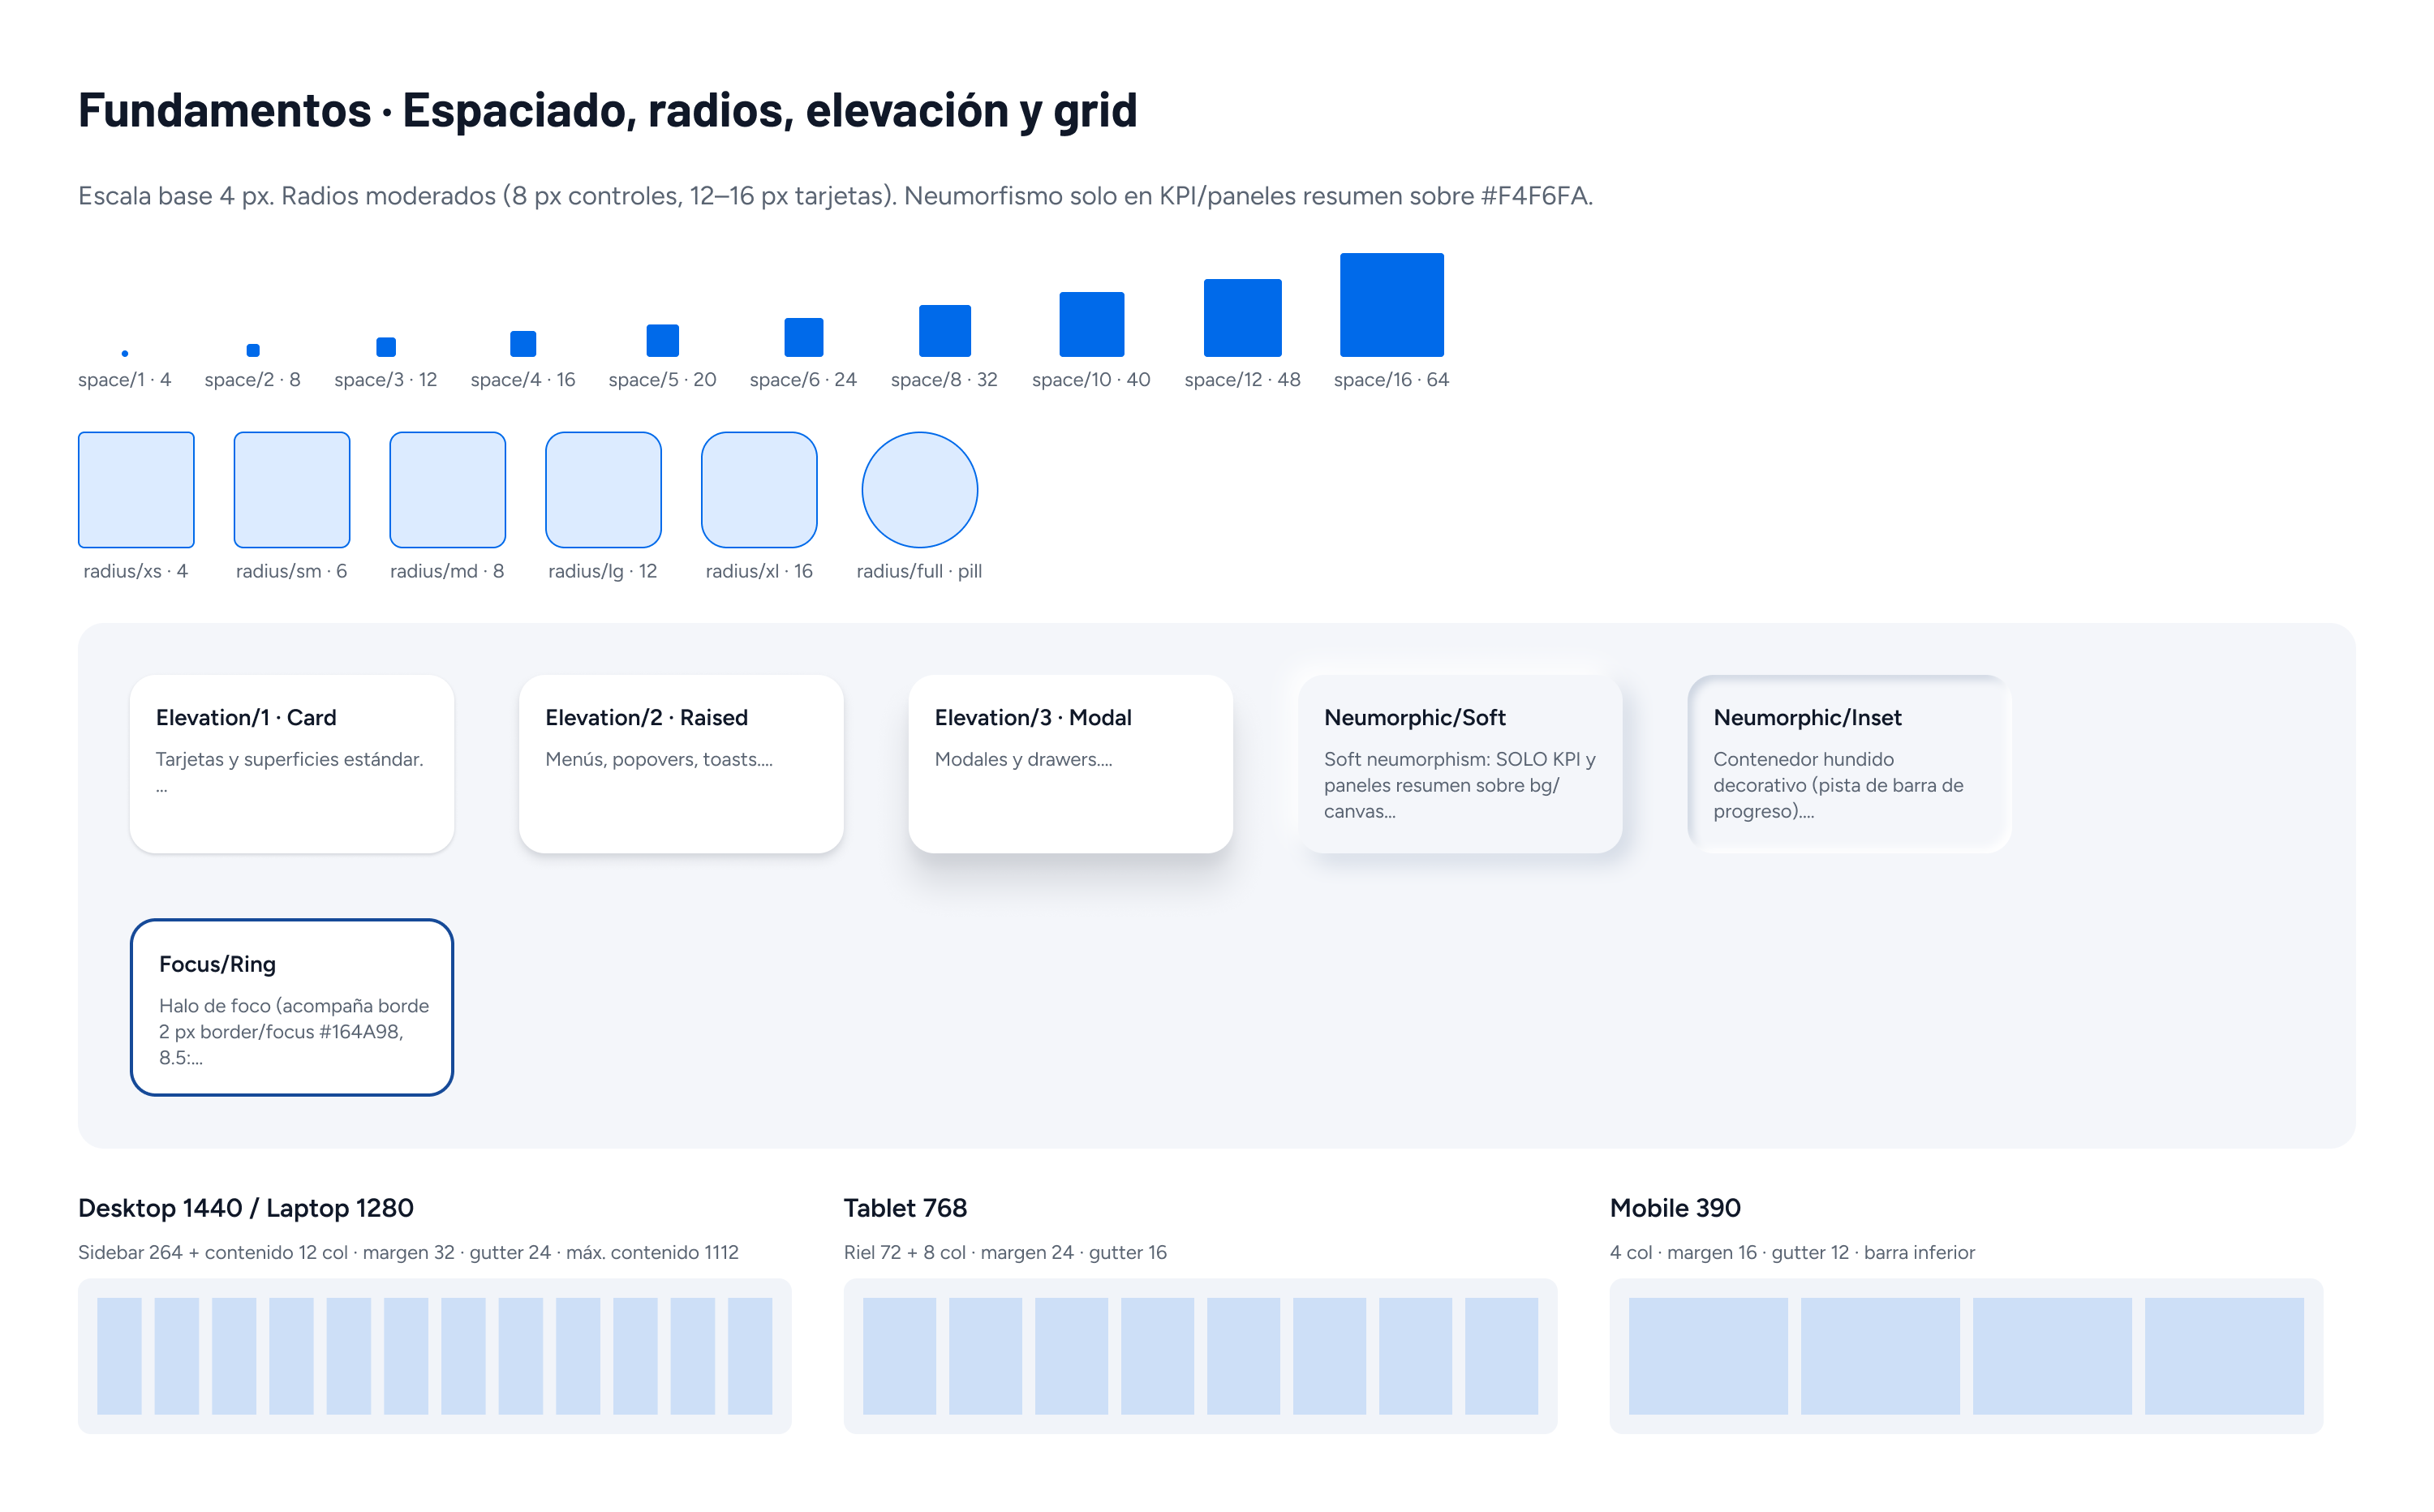 Fundamentos · Espaciado, radios, elevación y grid
Escala base 4 px. Radios moderados (8 px controles, 12–16 px tarjetas). Neumorfismo solo en KPI/paneles resumen sobre #F4F6FA.
space/1 · 4
space/2 · 8
space/3 · 12
space/4 · 16
space/5 · 20
space/6 · 24
space/8 · 32
space/10 · 40
space/12 · 48
space/16 · 64
radius/xs · 4
radius/sm · 6
radius/md · 8
radius/lg · 12
radius/xl · 16
radius/full · pill
Elevation/1 · Card
Tarjetas y superficies estándar.
...
Elevation/2 · Raised
Menús, popovers, toasts....
Elevation/3 · Modal
Modales y drawers....
Neumorphic/Soft
Soft neumorphism: SOLO KPI y
paneles resumen sobre bg/
canvas...
Neumorphic/Inset
Contenedor hundido
decorativo (pista de barra de
progreso)....
Focus/Ring
Halo de foco (acompaña borde
2 px border/focus #164A98,
8.5:...
Desktop 1440 / Laptop 1280
Sidebar 264 + contenido 12 col · margen 32 · gutter 24 · máx. contenido 1112
Tablet 768
Riel 72 + 8 col · margen 24 · gutter 16
Mobile 390
4 col · margen 16 · gutter 12 · barra inferior